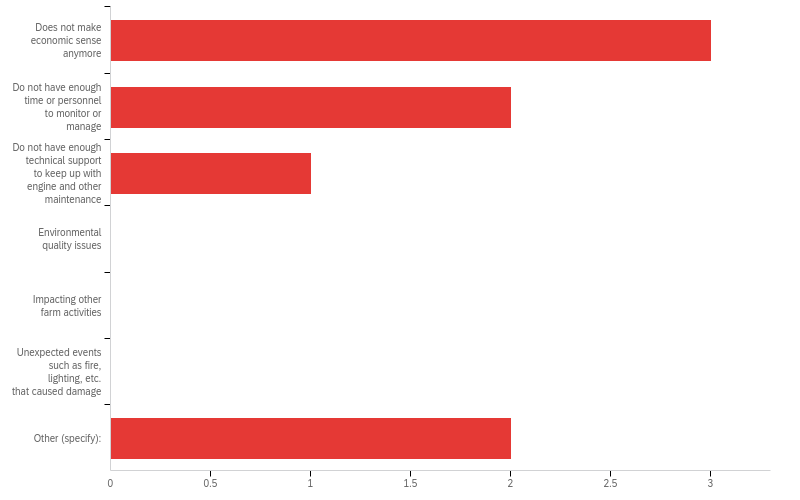 Does not make
economic sense
anymore
Do not have enough
time or personnel
to monitor or
manage
Do not have enough
technical support
to keep up with
engine and other
maintenance
Environmental
quality issues
Impacting other
farm activities
Unexpected events
such as fire,
lighting, etc.
that caused damage
Other (specify):
0 0.5 1 1.5 2 2.5 3